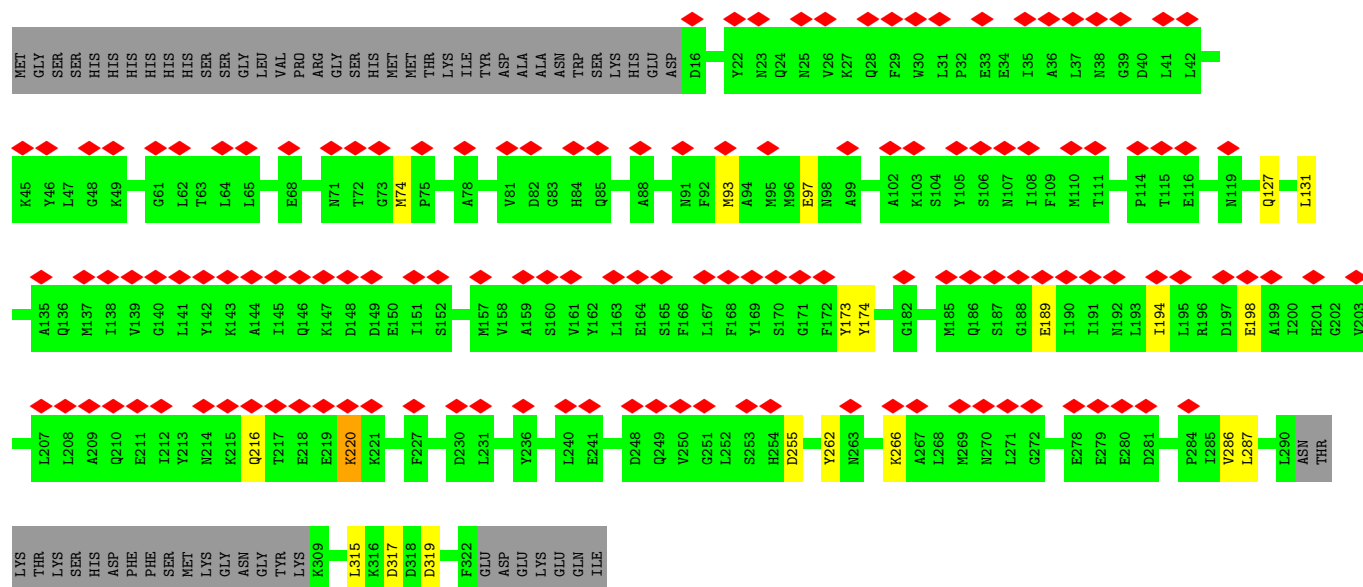 MET GLY SER SER HIS HIS HIS HIS HIS HIS SER SER GLY LEU VAL PRO ARG GLY SER HIS MET MET THR LYS ILE TYR ASP ALA ALA ASN TRP SER LYS HIS GLU ASP D16 Y22 N23 Q24 N25 V26 K27 Q28 F29 W30 L31 P32 E33 E34 I35 A36 L37 N38 G39 D40 L41 L42
K45 Y46 L47 G48 K49 G61 L62 T63 L64 L65 E68 N71 T72 G73 M74 P75 A78 V81 D82 G83 H84 Q85 A88 N91 F92 M93 A94 M95 M96 E97 N98 A99 A102 K103 S104 Y105 S106 N107 I108 F109 M110 T111 P114 T115 E116 N119 Q127 L131
A135 Q136 M137 I138 V139 G140 L141 Y142 K143 A144 I145 Q146 K147 D148 D149 E150 I151 S152 M157 V158 A159 S160 V161 Y162 L163 E164 S165 F166 L167 F168 Y169 S170 G171 F172 Y173 Y174 G182 M185 Q186 S187 G188 E189 I190 I191 N192 L193 I194 L195 R196 D197 E198 A199 I200 H201 G202 V203
L207 L208 A209 Q210 E211 I212 Y213 N214 K215 Q216 T217 E218 E219 K220 K221 F227 D230 L231 Y236 L240 E241 D248 Q249 V250 G251 L252 S253 H254 D255 Y262 N263 K266 A267 L268 M269 N270 L271 G272 E278 E279 E280 D281 P284 I285 V286 L287 L290 ASN THR
LYS THR LYS SER HIS ASP PHE PHE SER MET LYS GLY ASN GLY TYR LYS K309 L315 K316 D317 D318 D319 F322 GLU ASP GLU LYS GLU GLN ILE